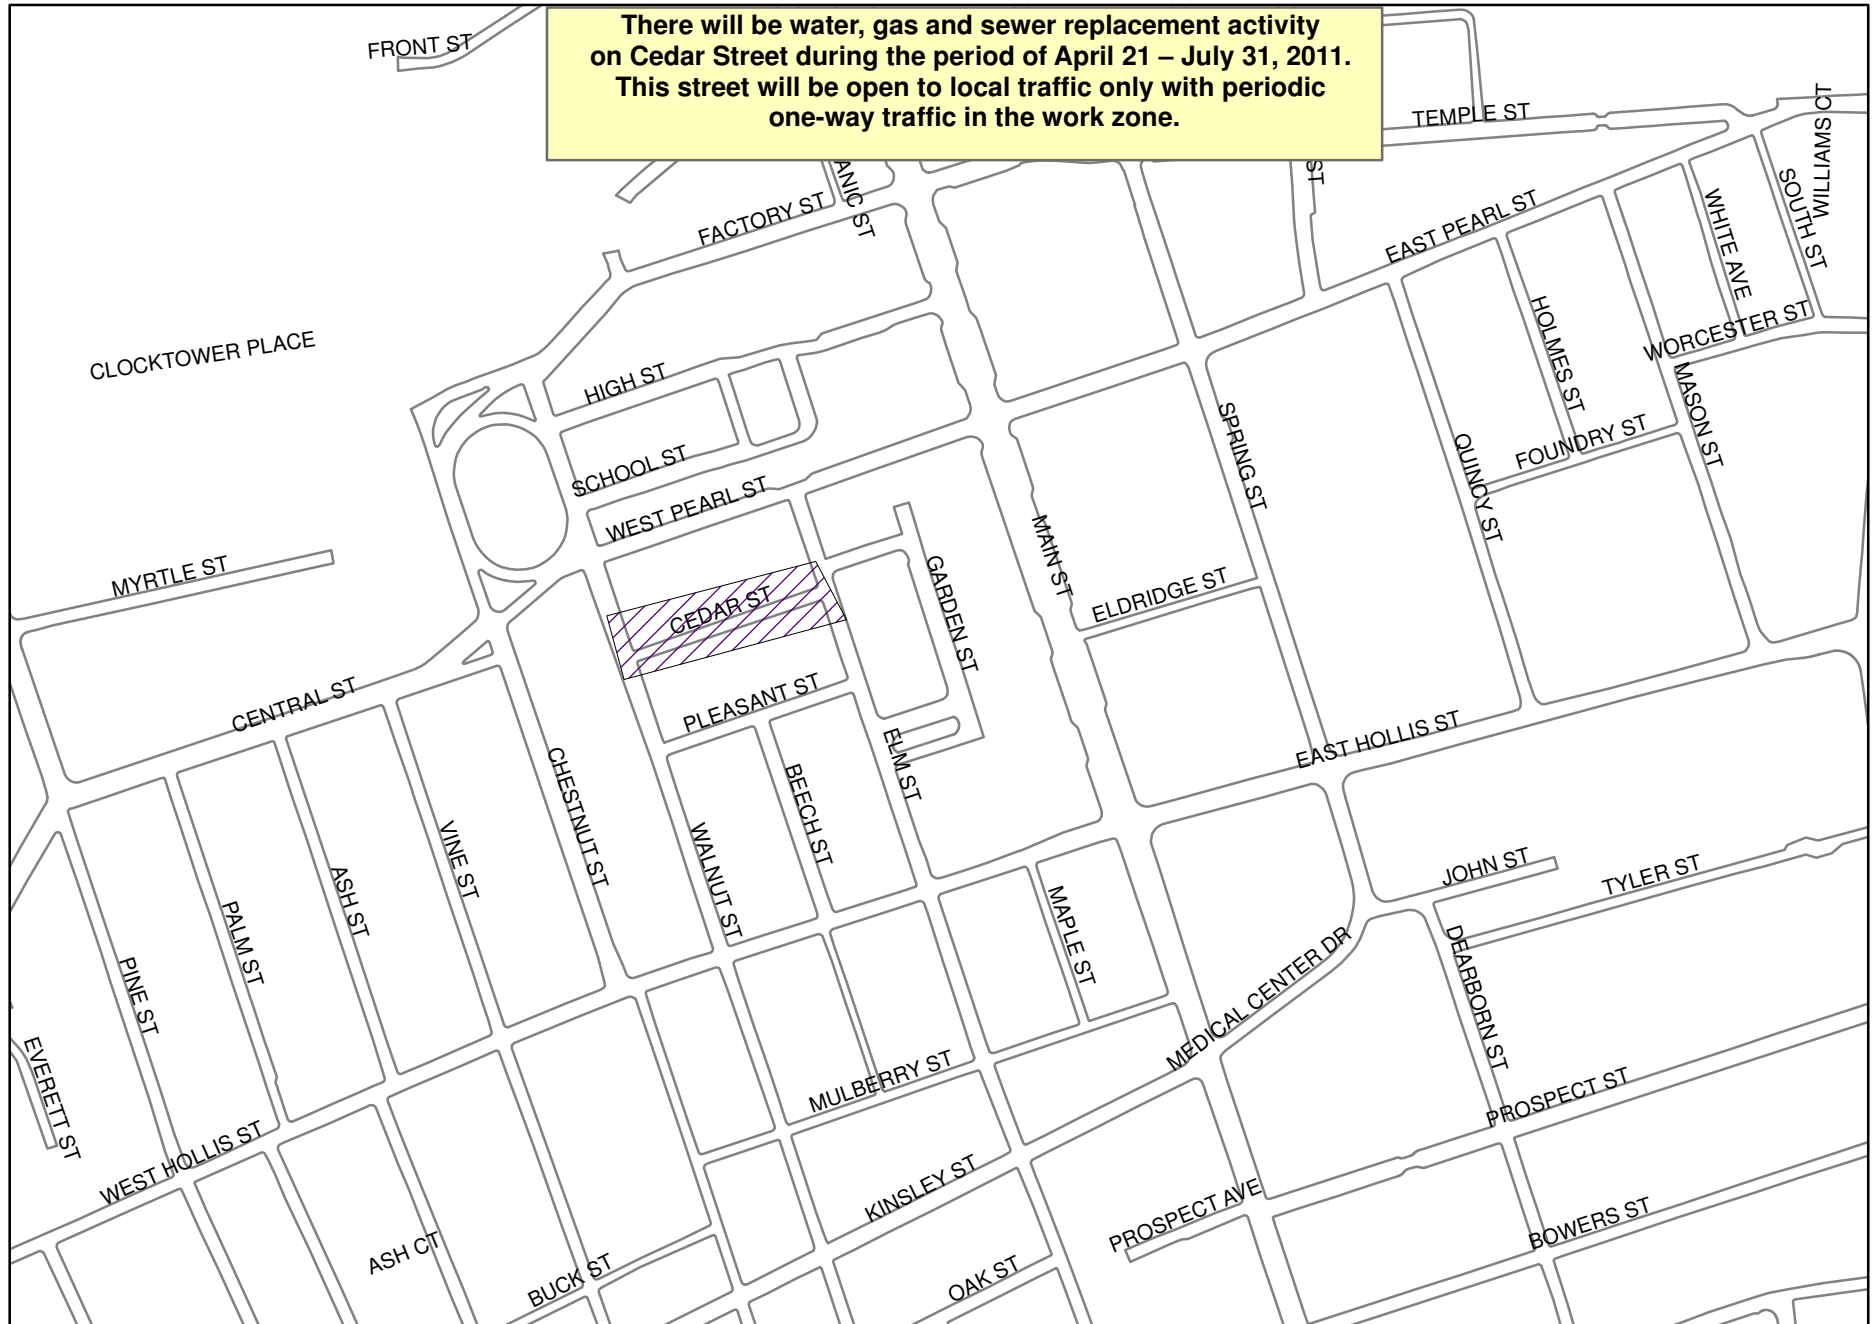 There will be water, gas and sewer replacement activity
on Cedar Street during the period of April 21 – July 31, 2011.
This street will be open to local traffic only with periodic
one-way traffic in the work zone.
FRONT ST
TEMPLE ST
WILLIAMS CT
ANIC ST
ST
FACTORY ST
EAST PEARL ST
WHITE AVE
SOUTH ST
CLOCKTOWER PLACE
HIGH ST
HOLMES ST
WORCESTER ST
MASON ST
SCHOOL ST
SPRING ST
QUINCY ST
FOUNDRY ST
WEST PEARL ST
MAIN ST
MYRTLE ST
CEDAR ST
GARDEN ST
ELDRIDGE ST
CENTRAL ST
PLEASANT ST
ELM ST
EAST HOLLIS ST
CHESTNUT ST
BEECH ST
WALNUT ST
VINE ST
ASH ST
PALM ST
PINE ST
EVERETT ST
MAPLE ST
JOHN ST
TYLER ST
DEARBORN ST
MEDICAL CENTER DR
MULBERRY ST
PROSPECT ST
WEST HOLLIS ST
KINSLEY ST
PROSPECT AVE
BOWERS ST
ASH CT
BUCK ST
OAK ST